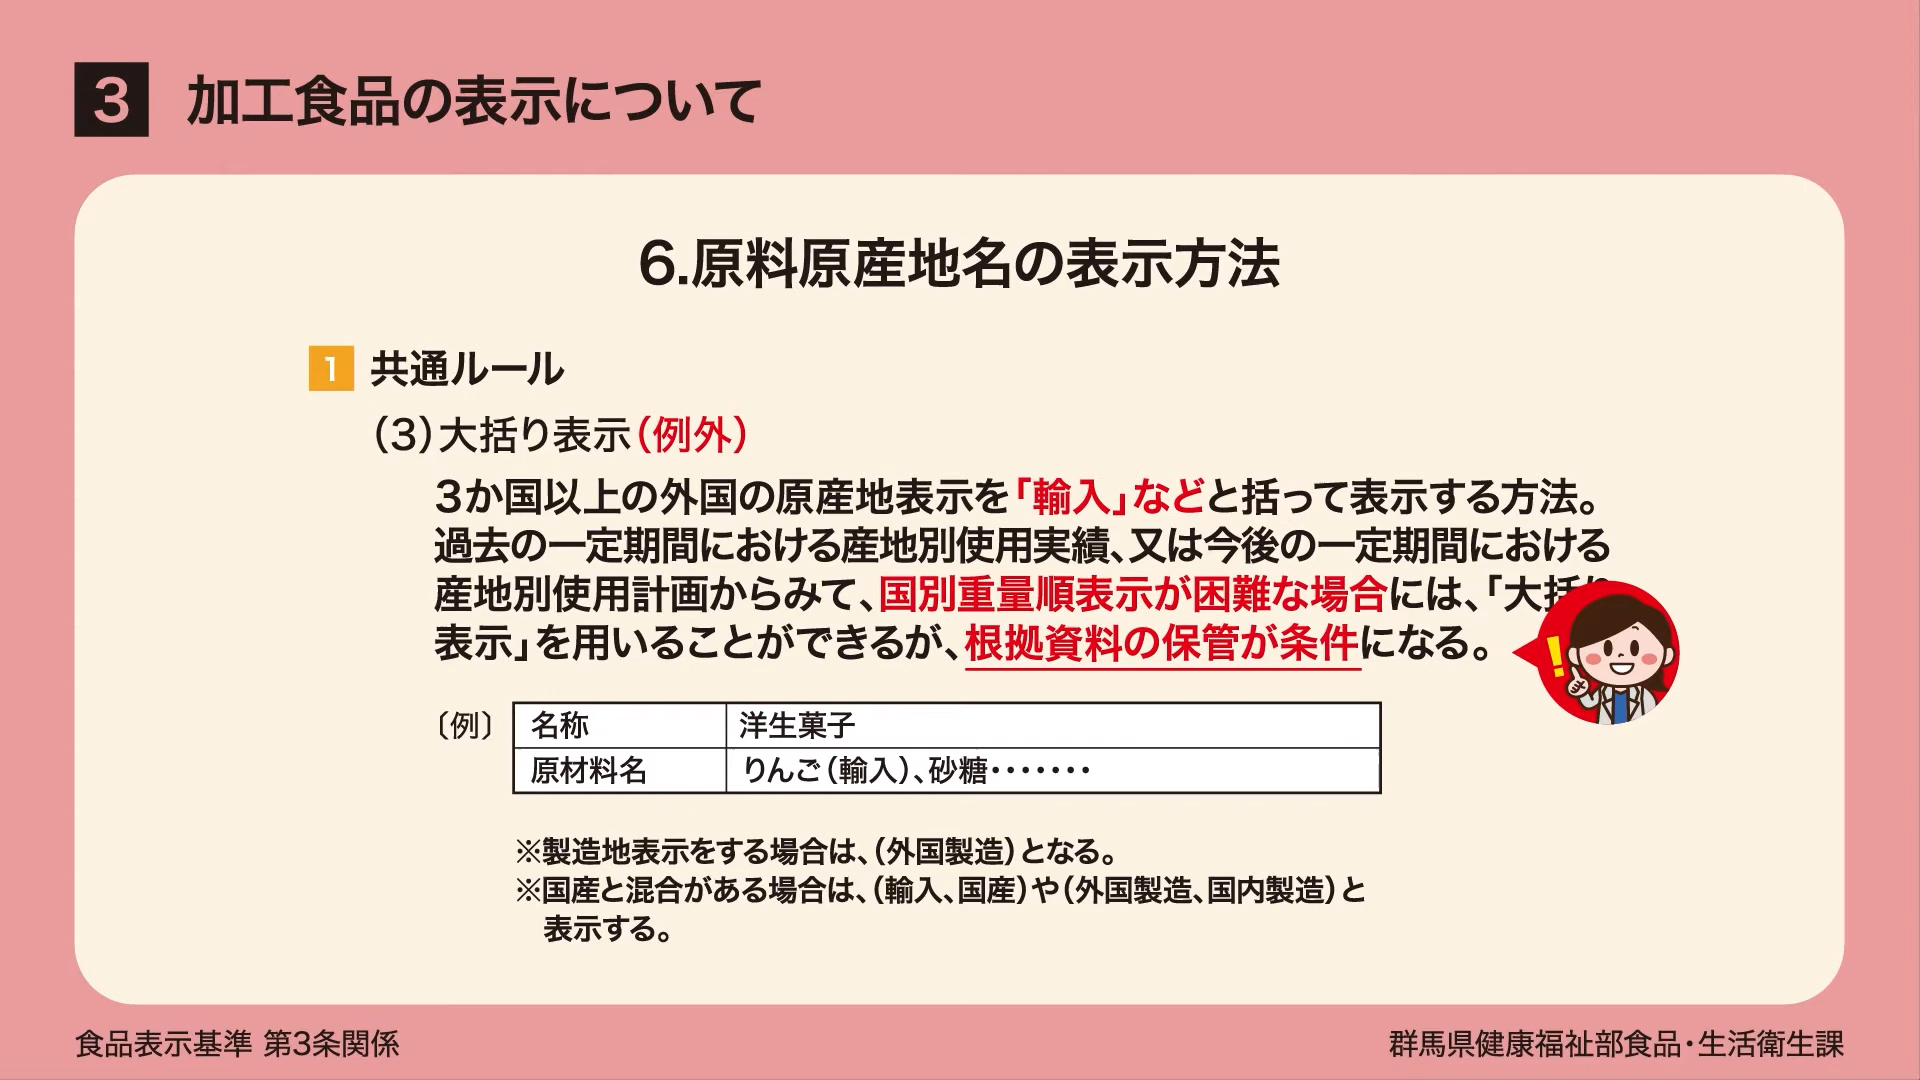 3 加工食品の表示について
6.原料原産地名の表示方法
1 共通ルール
(3)大括り表示(例外)
3か国以上の外国の原産地表示を「輸入」などと括って表示する方法。
過去の一定期間における産地別使用実績、又は今後の一定期間における
産地別使用計画からみて、国別重量順表示が困難な場合には、「大括り
表示」を用いることができるが、根拠資料の保管が条件になる。
!
〔例〕 名称 洋生菓子
原材料名 りんご(輸入)、砂糖・・・・・・・
※製造地表示をする場合は、(外国製造)となる。
※国産と混合がある場合は、(輸入、国産)や(外国製造、国内製造)と
表示する。
食品表示基準 第3条関係
群馬県健康福祉部食品・生活衛生課